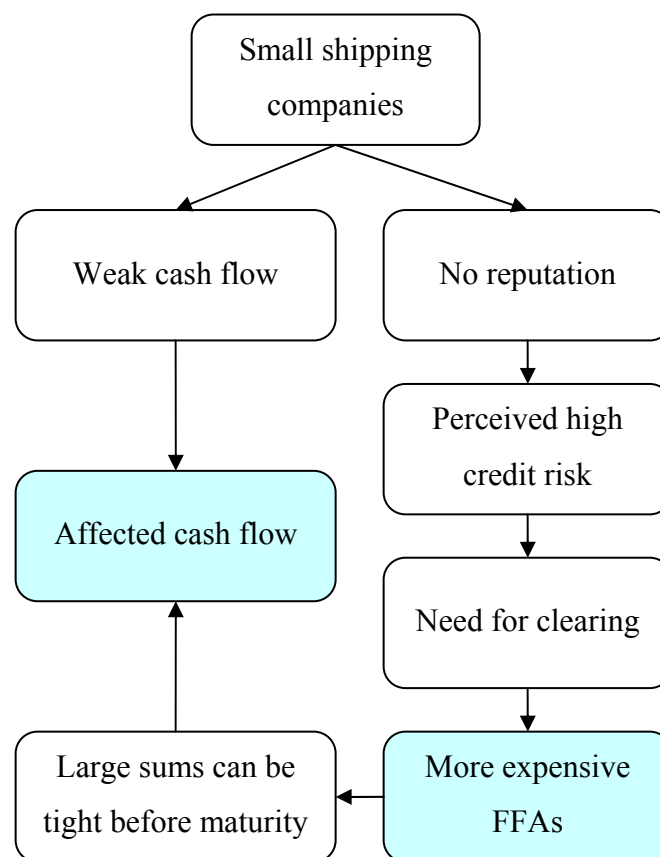 Small shipping
companies
Weak cash flow
No reputation
Perceived high
credit risk
Affected cash flow
Need for clearing
Large sums can be
tight before maturity
More expensive
FFAs